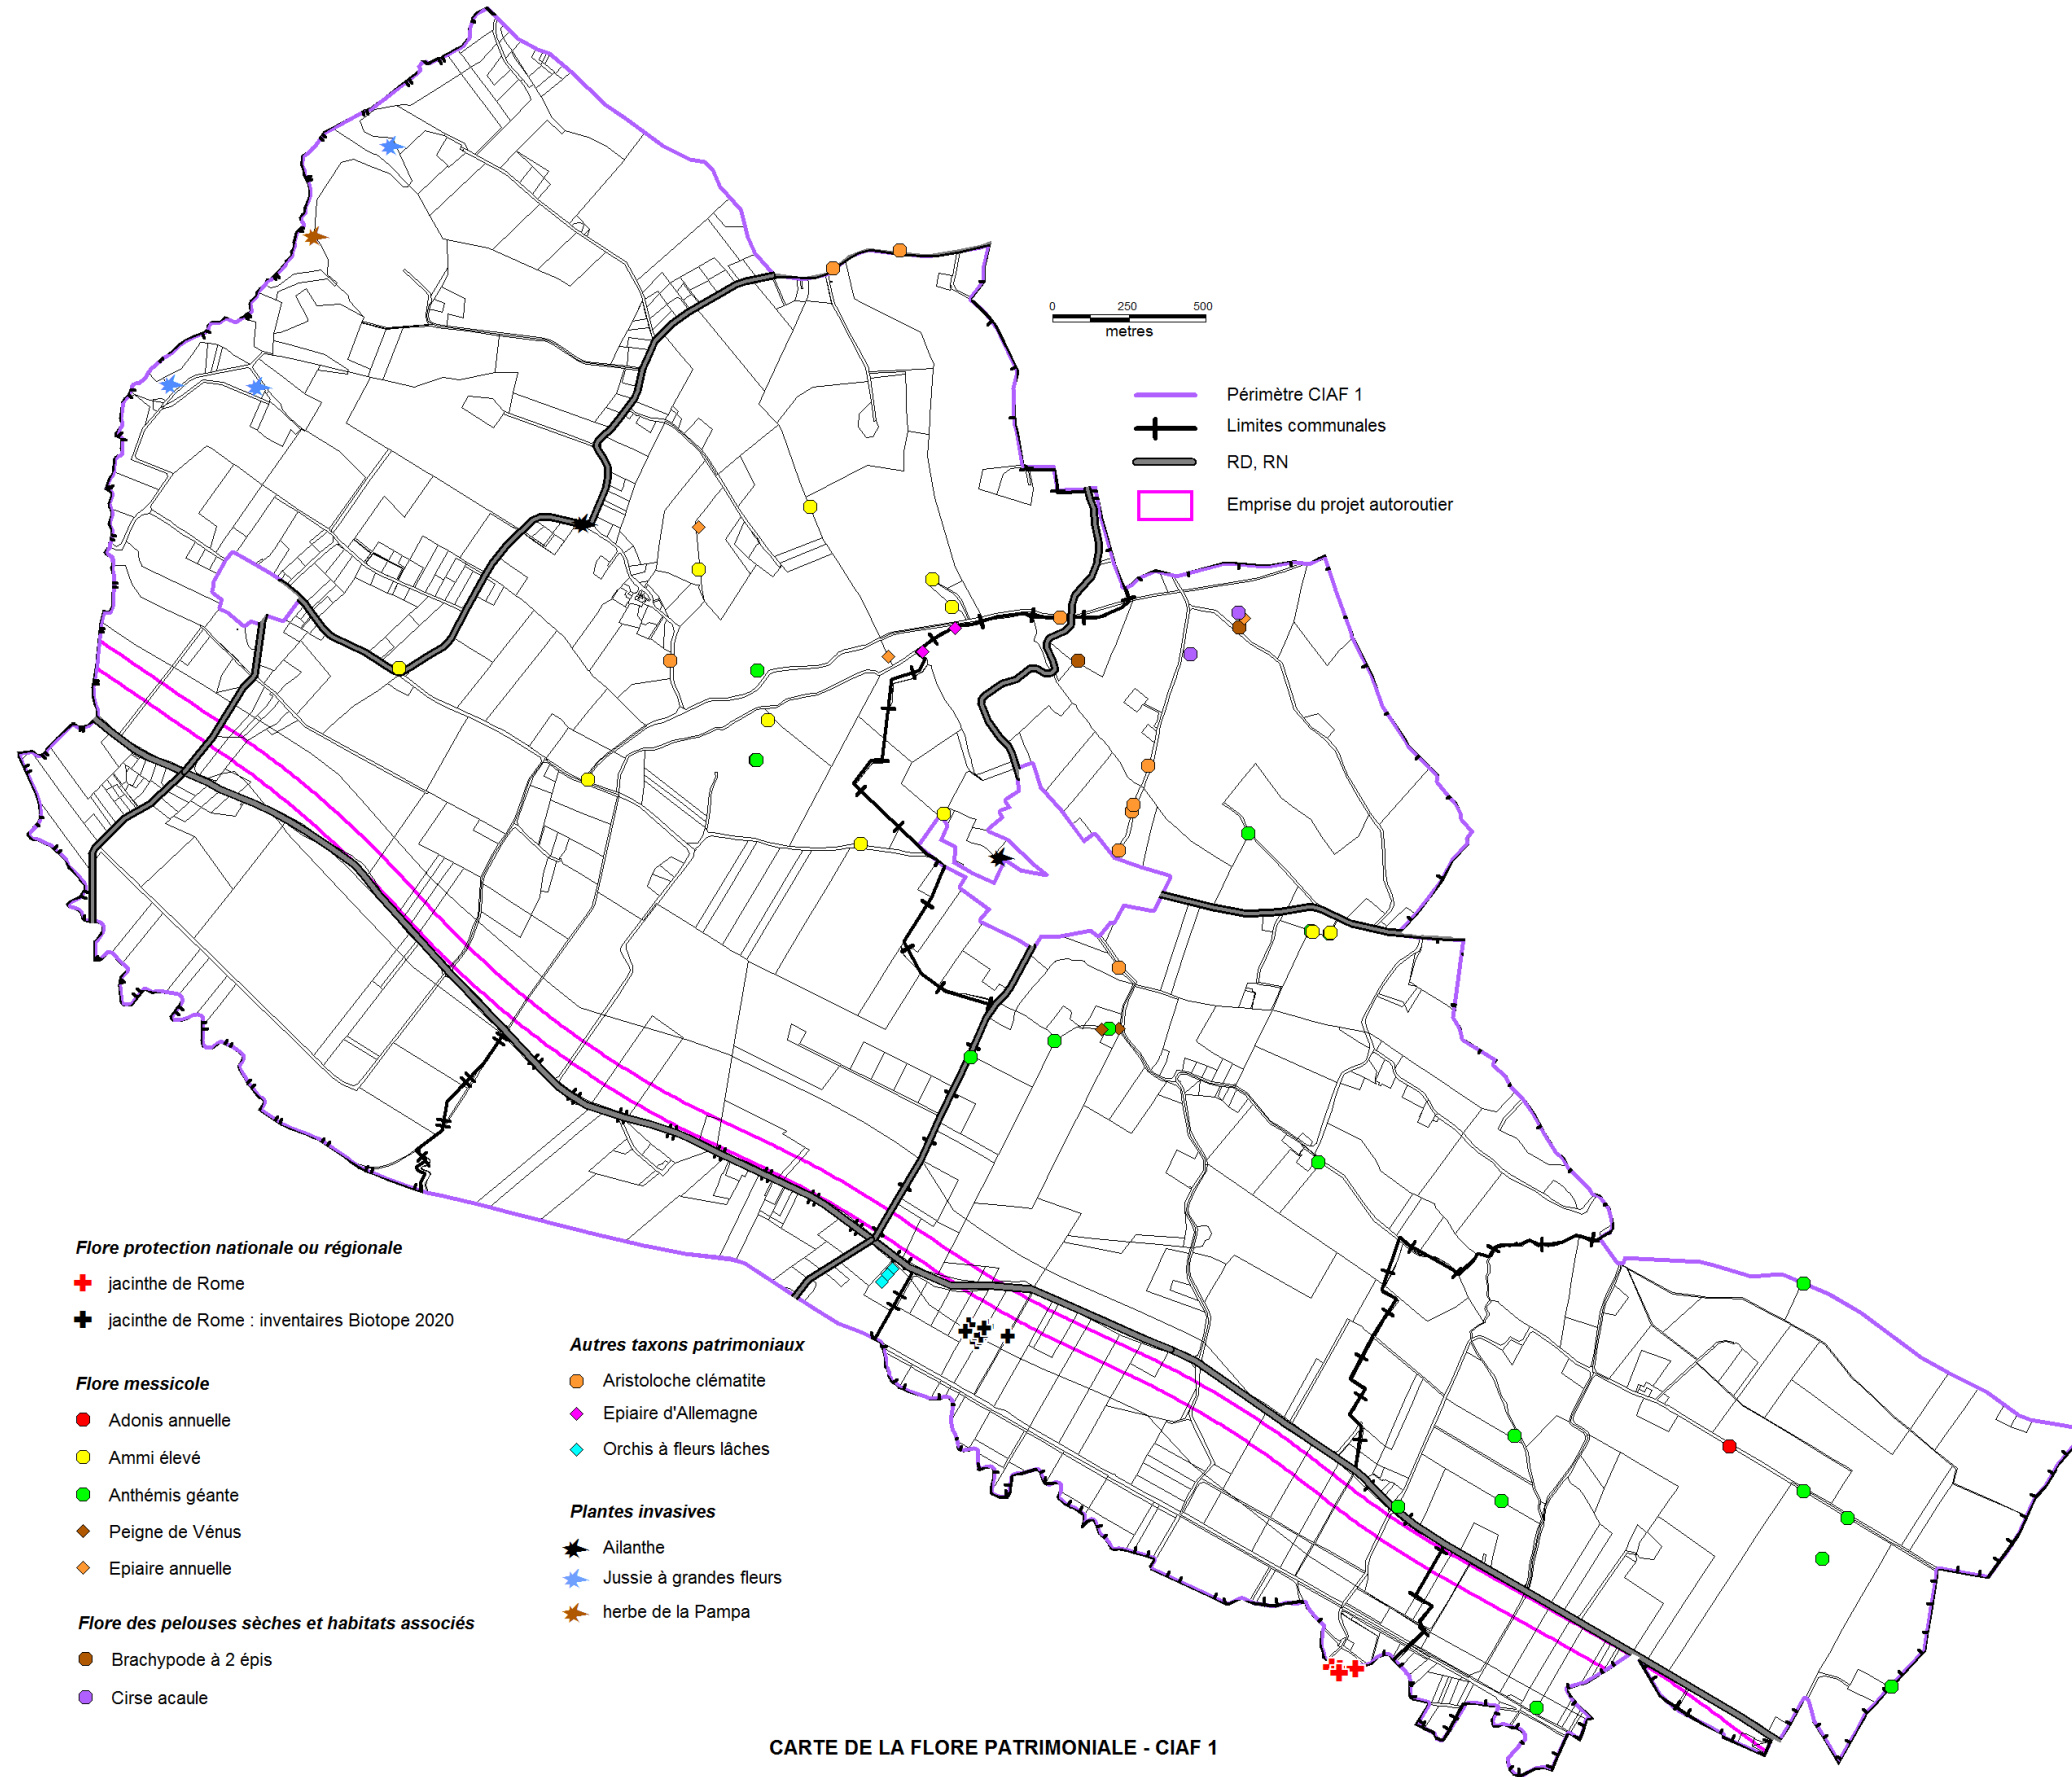 0 250 500
metres
Périmètre CIAF 1
Limites communales
RD, RN
Emprise du projet autoroutier
Flore protection nationale ou régionale
jacinthe de Rome
jacinthe de Rome : inventaires Biotope 2020
Flore messicole
Adonis annuelle
Ammi élevé
Anthémis géante
Peigne de Vénus
Epiaire annuelle
Flore des pelouses sèches et habitats associés
Brachypode à 2 épis
Cirse acaule
Autres taxons patrimoniaux
Aristoloche clématite
Epiaire d'Allemagne
Orchis à fleurs lâches
Plantes invasives
Ailanthe
Jussie à grandes fleurs
herbe de la Pampa
CARTE DE LA FLORE PATRIMONIALE - CIAF 1